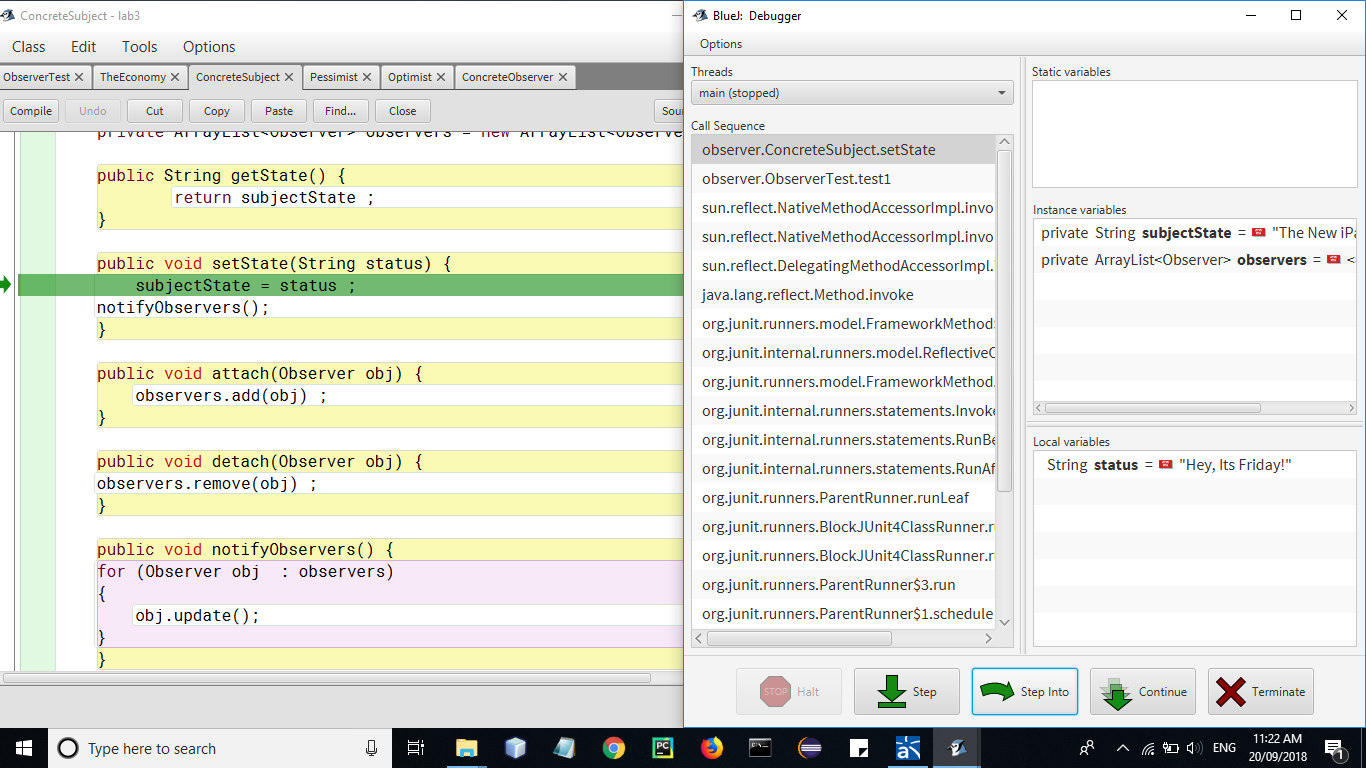 ConcreteSubject - lab3
Class Edit Tools Options
ObserverTest TheEconomy ConcreteSubject Pessimist Optimist ConcreteObserver
Compile Undo Cut Copy Paste Find... Close Sour
private ArrayList<Observer> observers = new ArrayList<Observe
public String getState() {
return subjectState ;
}
public void setState(String status) {
subjectState = status ;
notifyObservers();
}
public void attach(Observer obj) {
observers.add(obj) ;
}
public void detach(Observer obj) {
observers.remove(obj) ;
}
public void notifyObservers() {
for (Observer obj  : observers)
{
obj.update();
}
}
BlueJ: Debugger
Options
Threads
main (stopped)
Call Sequence
observer.ConcreteSubject.setState
observer.ObserverTest.test1
sun.reflect.NativeMethodAccessorImpl.invo
sun.reflect.NativeMethodAccessorImpl.invo
sun.reflect.DelegatingMethodAccessorImpl.
java.lang.reflect.Method.invoke
org.junit.runners.model.FrameworkMethod
org.junit.internal.runners.model.ReflectiveC
org.junit.runners.model.FrameworkMethod.
org.junit.internal.runners.statements.Invoke
org.junit.internal.runners.statements.RunBe
org.junit.internal.runners.statements.RunAf
org.junit.runners.ParentRunner.runLeaf
org.junit.runners.BlockJUnit4ClassRunner.r
org.junit.runners.BlockJUnit4ClassRunner.r
org.junit.runners.ParentRunner$3.run
org.junit.runners.ParentRunner$1.schedule
Static variables
Instance variables
private String subjectState = "The New iPa
private ArrayList<Observer> observers = <
Local variables
String status = "Hey, Its Friday!"
STOP Halt Step Step Into Continue Terminate
Type here to search
PC
ENG
11:22 AM
20/09/2018
1